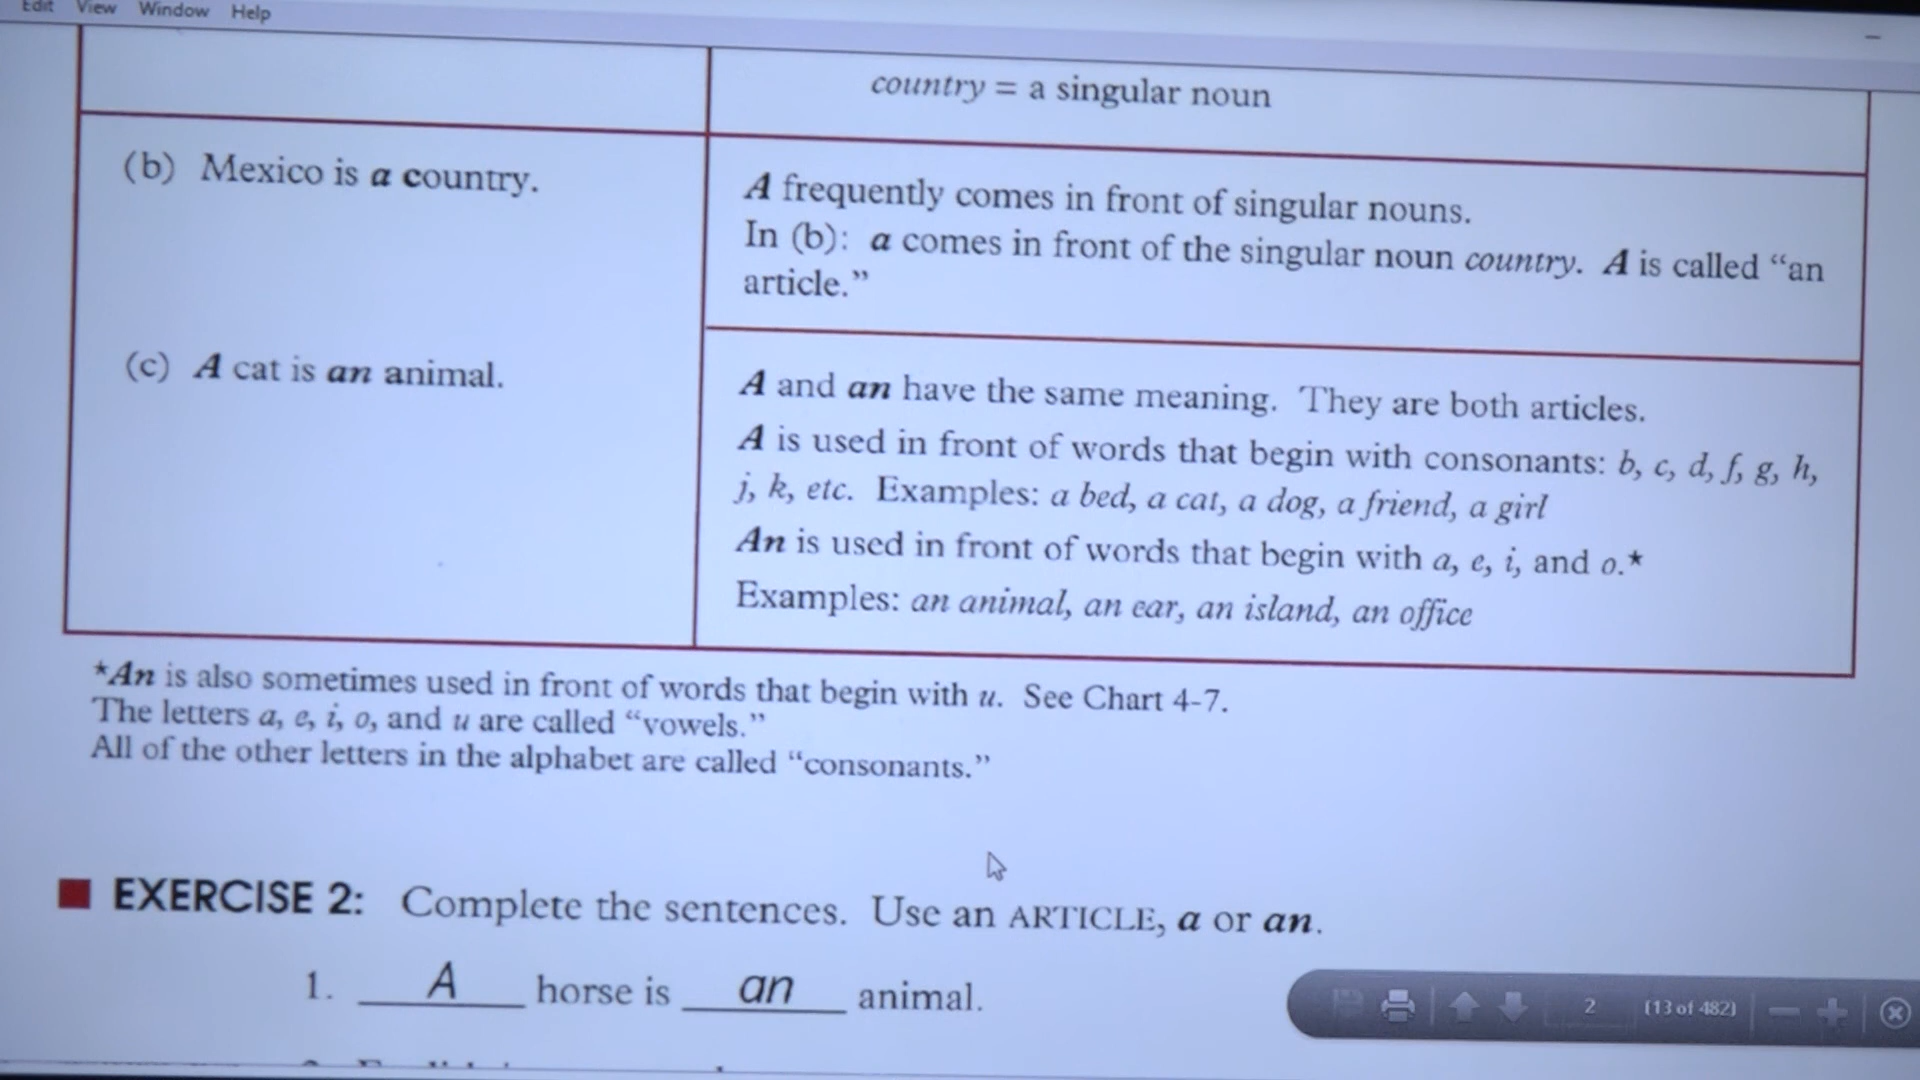 Edit View Window Help
country = a singular noun
(b) Mexico is a country.
A frequently comes in front of singular nouns.
In (b): a comes in front of the singular noun country. A is called “an
article.”
(c) A cat is an animal.
A and an have the same meaning. They are both articles.
A is used in front of words that begin with consonants: b, c, d, f, g, h,
j, k, etc. Examples: a bed, a cat, a dog, a friend, a girl
An is used in front of words that begin with a, e, i, and o.*
Examples: an animal, an ear, an island, an office
*An is also sometimes used in front of words that begin with u. See Chart 4-7.
The letters a, e, i, o, and u are called “vowels.”
All of the other letters in the alphabet are called “consonants.”
EXERCISE 2: Complete the sentences. Use an ARTICLE, a or an.
1. A horse is an animal.
2 (13 of 482)